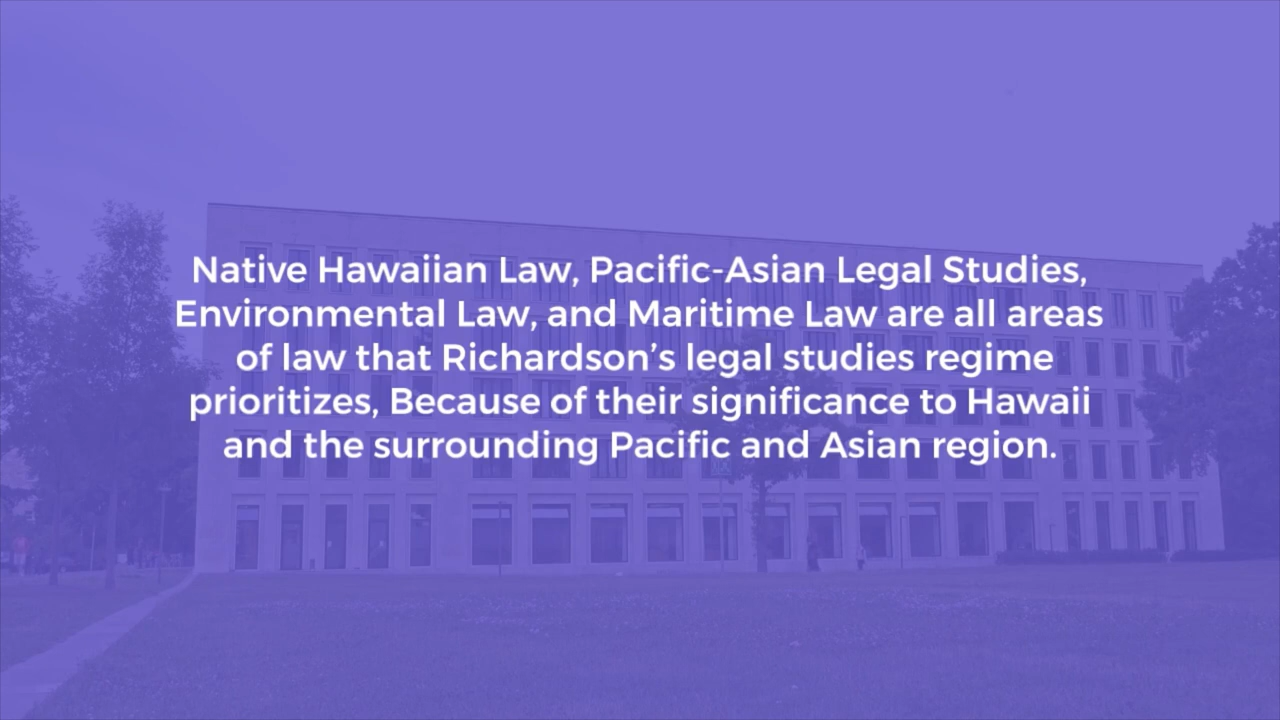 Native Hawaiian Law, Pacific-Asian Legal Studies,
Environmental Law, and Maritime Law are all areas
of law that Richardson’s legal studies regime
prioritizes, Because of their significance to Hawaii
and the surrounding Pacific and Asian region.